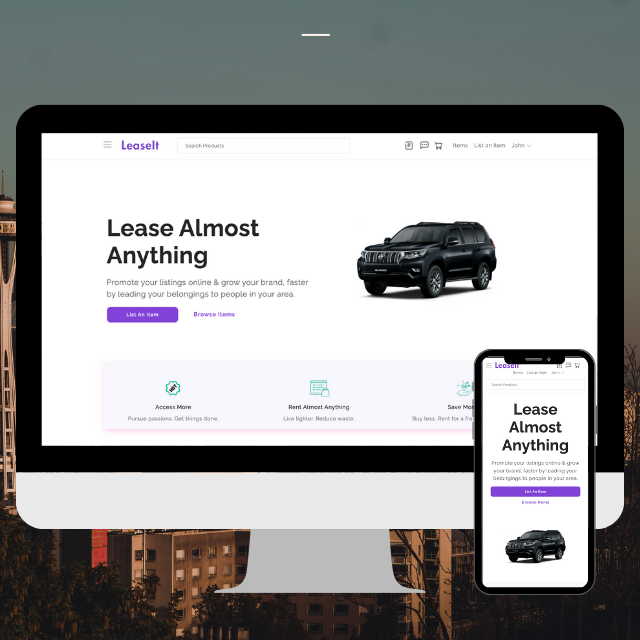 LeaseIt
Search Products
Items
List an Item
John
Lease Almost
Anything
Promote your listings online & grow your brand, faster
by leading your belongings to people in your area.
List An Item
Browse Items
Access More
Rent Almost Anything
Pursue passions. Get things done.
Live lighter. Reduce waste
Buy less. Rent for a fra
LeaseIt
Items
List an Item
John
Search Products
Lease
Almost
Anything
Promote your listings online & grow
your brand, faster by leading your
belongings to people in your area.
List An Item
Browse Items